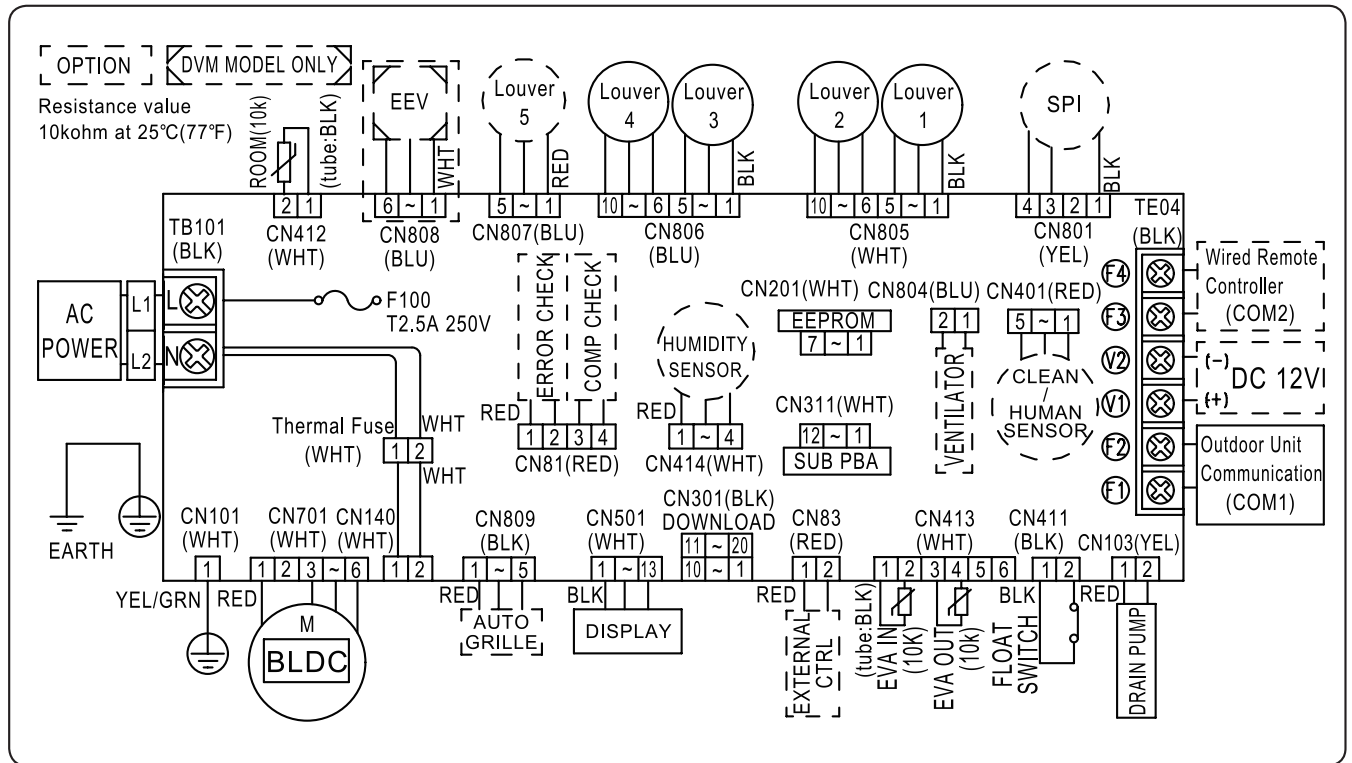 OPTION
DVM MODEL ONLY
Resistance value
10kohm at 25℃(77℉)
ROOM(10k)
(tube:BLK)
EEV
WHT
Louver
5
RED
Louver
4
Louver
3
BLK
Louver
2
Louver
1
BLK
SPI
BLK
2 1
6 ~ 1
5 ~ 1
10 ~ 6 5 ~ 1
10 ~ 6 5 ~ 1
4 3 2 1
TB101
(BLK)
CN412
(WHT)
CN808
(BLU)
CN807(BLU)
CN806
(BLU)
CN805
(WHT)
CN801
(YEL)
TE04
(BLK)
AC
POWER
L1
L2
L
N
F100
T2.5A 250V
ERROR CHECK
COMP CHECK
RED
1 2 3 4
CN81(RED)
HUMIDITY
SENSOR
RED
1 ~ 4
CN414(WHT)
CN201(WHT)
EEPROM
7 ~ 1
CN311(WHT)
12 ~ 1
SUB PBA
CN804(BLU)
2 1
VENTILATOR
CN401(RED)
5 ~ 1
CLEAN
/
HUMAN
SENSOR
F4
F3
V2
V1
F2
F1
Wired Remote
Controller
(COM2)
(-)
DC 12V
(+)
Outdoor Unit
Communication
(COM1)
Thermal Fuse
(WHT)
WHT
1 2
WHT
EARTH
CN101
(WHT)
1
YEL/GRN
CN701
(WHT)
1 2 3 ~ 6
RED
M
BLDC
CN140
(WHT)
1 2
CN809
(BLK)
1 ~ 5
RED
AUTO
GRILLE
CN501
(WHT)
1 ~ 13
BLK
DISPLAY
CN301(BLK)
DOWNLOAD
11 ~ 20
10 ~ 1
CN83
(RED)
1 2
RED
EXTERNAL
CTRL
CN413
(WHT)
1 2 3 4 5 6
(tube:BLK)
EVA IN
(10K)
EVA OUT
(10k)
CN411
(BLK)
1 2
BLK
FLOAT
SWITCH
CN103(YEL)
1 2
RED
DRAIN PUMP